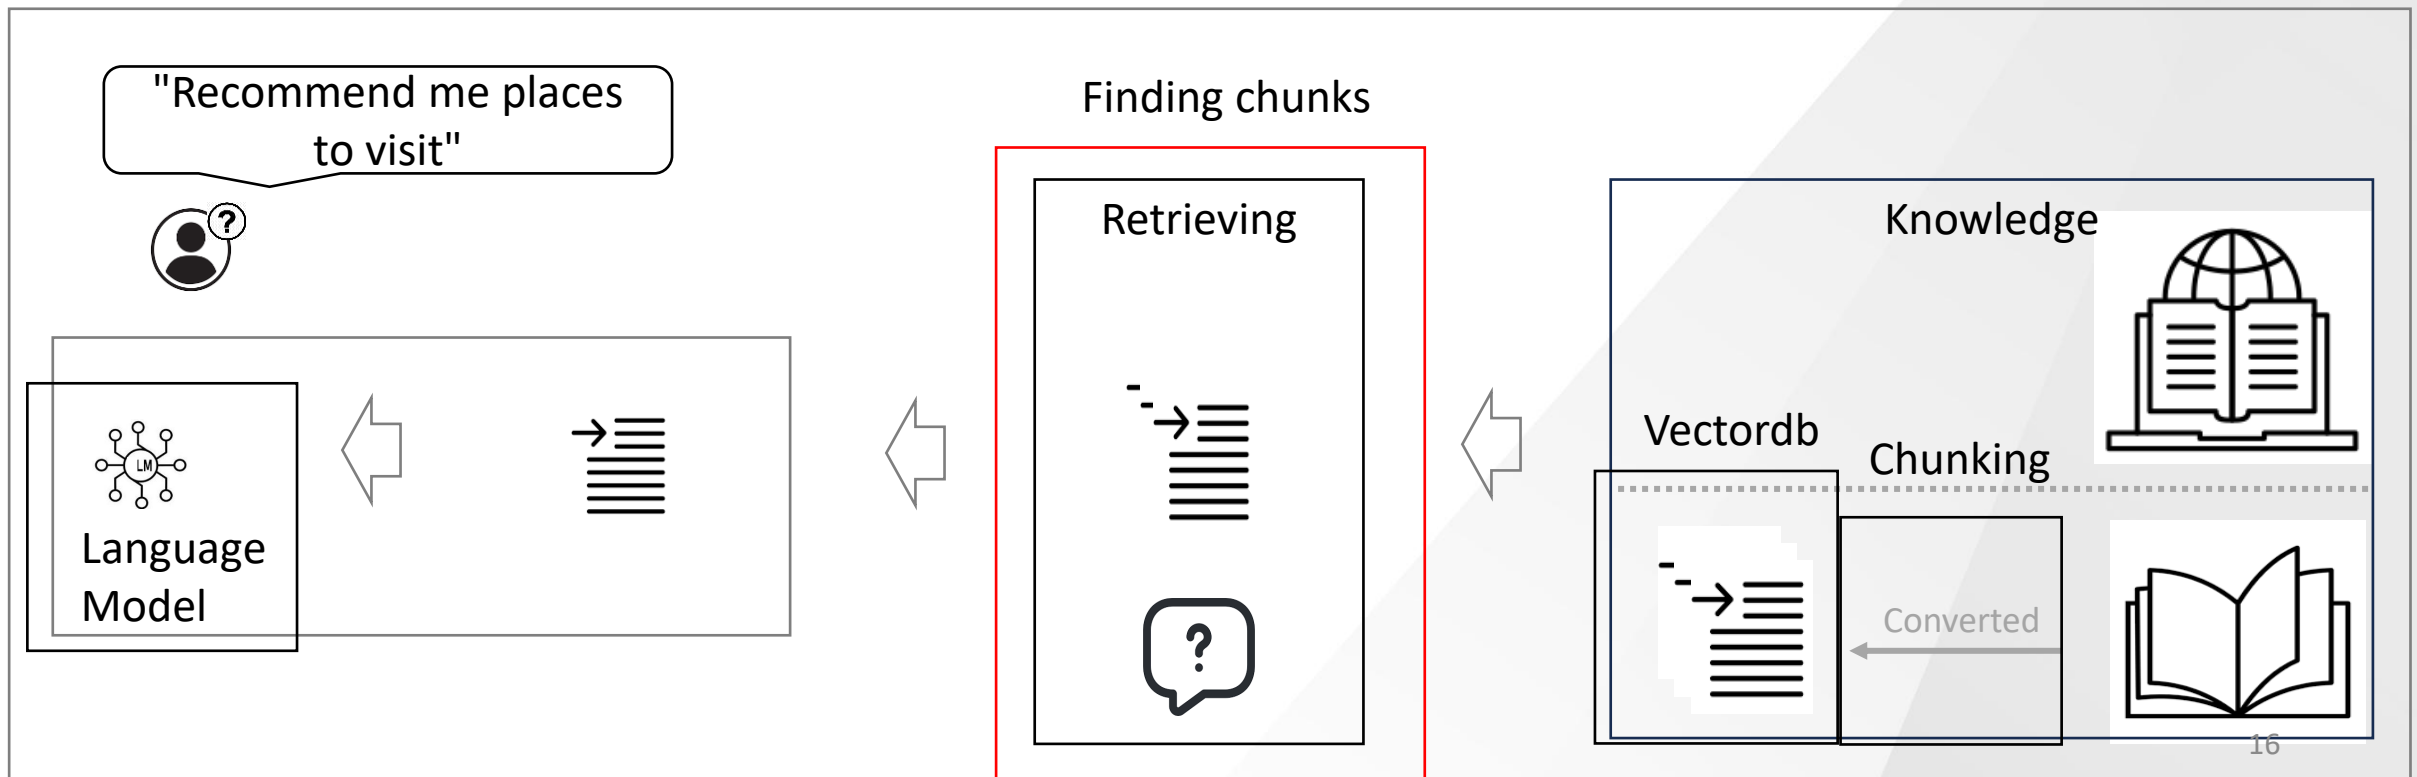 "Recommend me places
to visit"
?
Finding chunks
Retrieving
Knowledge
Vectordb
Chunking
LM
Language
Model
Converted
?
16